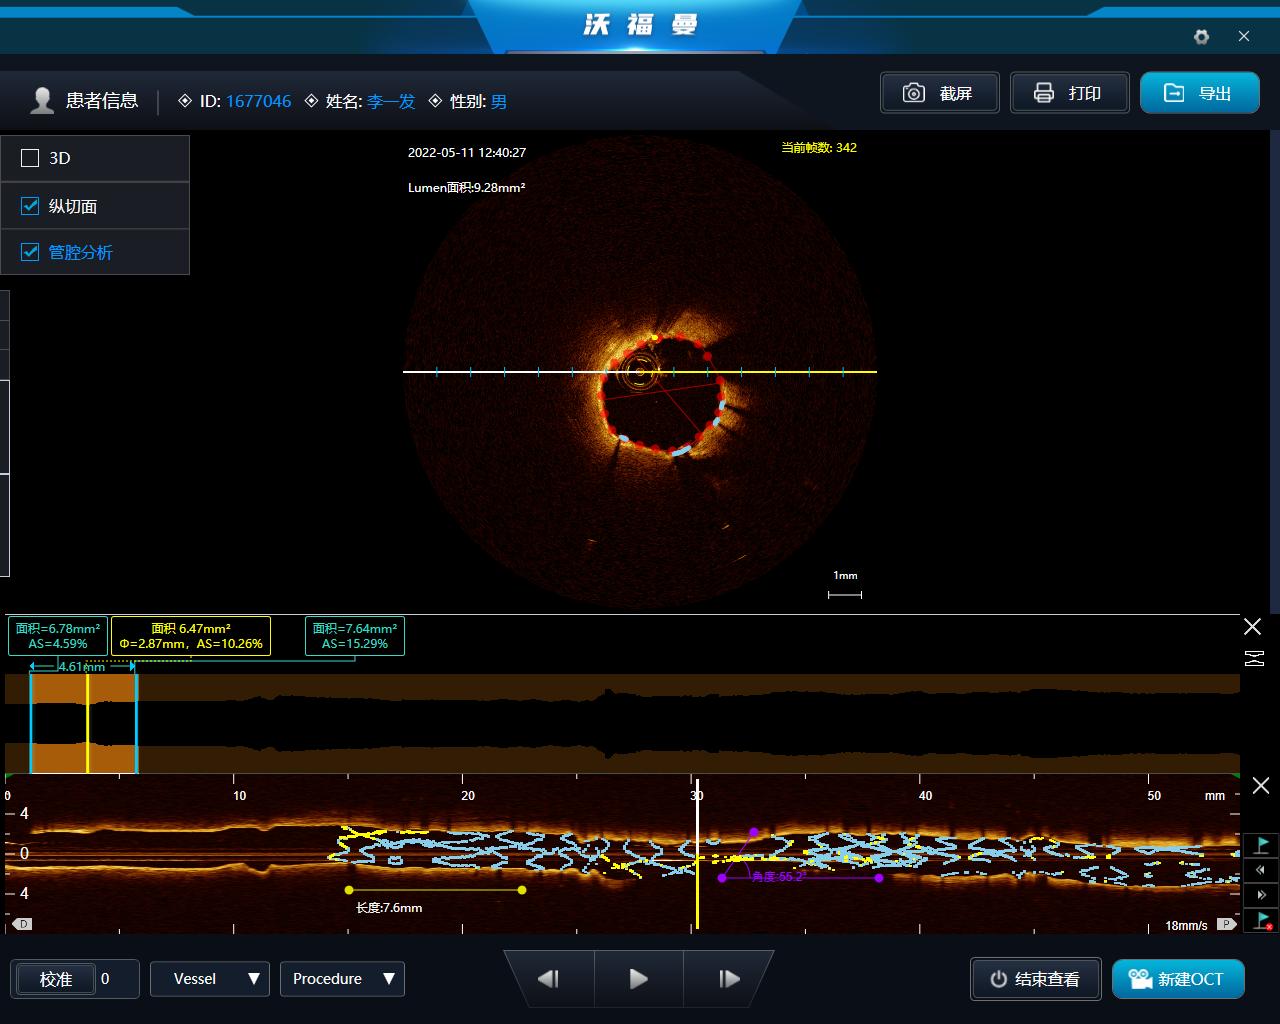 沃福曼
患者信息
ID: 1677046
姓名: 李一发
性别: 男
截屏
打印
导出
3D
纵切面
管腔分析
2022-05-11 12:40:27
当前帧数: 342
Lumen面积:9.28mm²
1mm
面积=6.78mm²
AS=4.59%
面积 6.47mm²
Φ=2.87mm，AS=10.26%
面积=7.64mm²
AS=15.29%
4.61mm
0 10 20 30 40 50 mm
4
0
4
角度:55.2°
长度:7.6mm
D
18mm/s
P
校准 0
Vessel
Procedure
结束查看
新建OCT